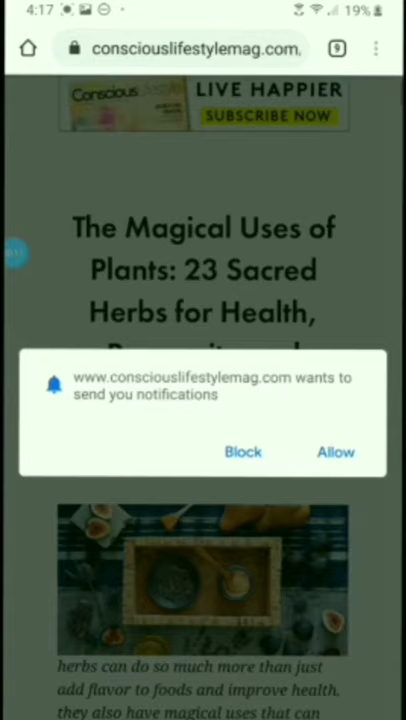 4:17
19%
consciouslifestylemag.com
9
Conscious
LIVE HAPPIER
SUBSCRIBE NOW
The Magical Uses of
Plants: 23 Sacred
Herbs for Health,
www.consciouslifestylemag.com wants to
send you notifications
Block Allow
herbs can do so much more than just
add flavor to foods and improve health,
they also have magical uses that can